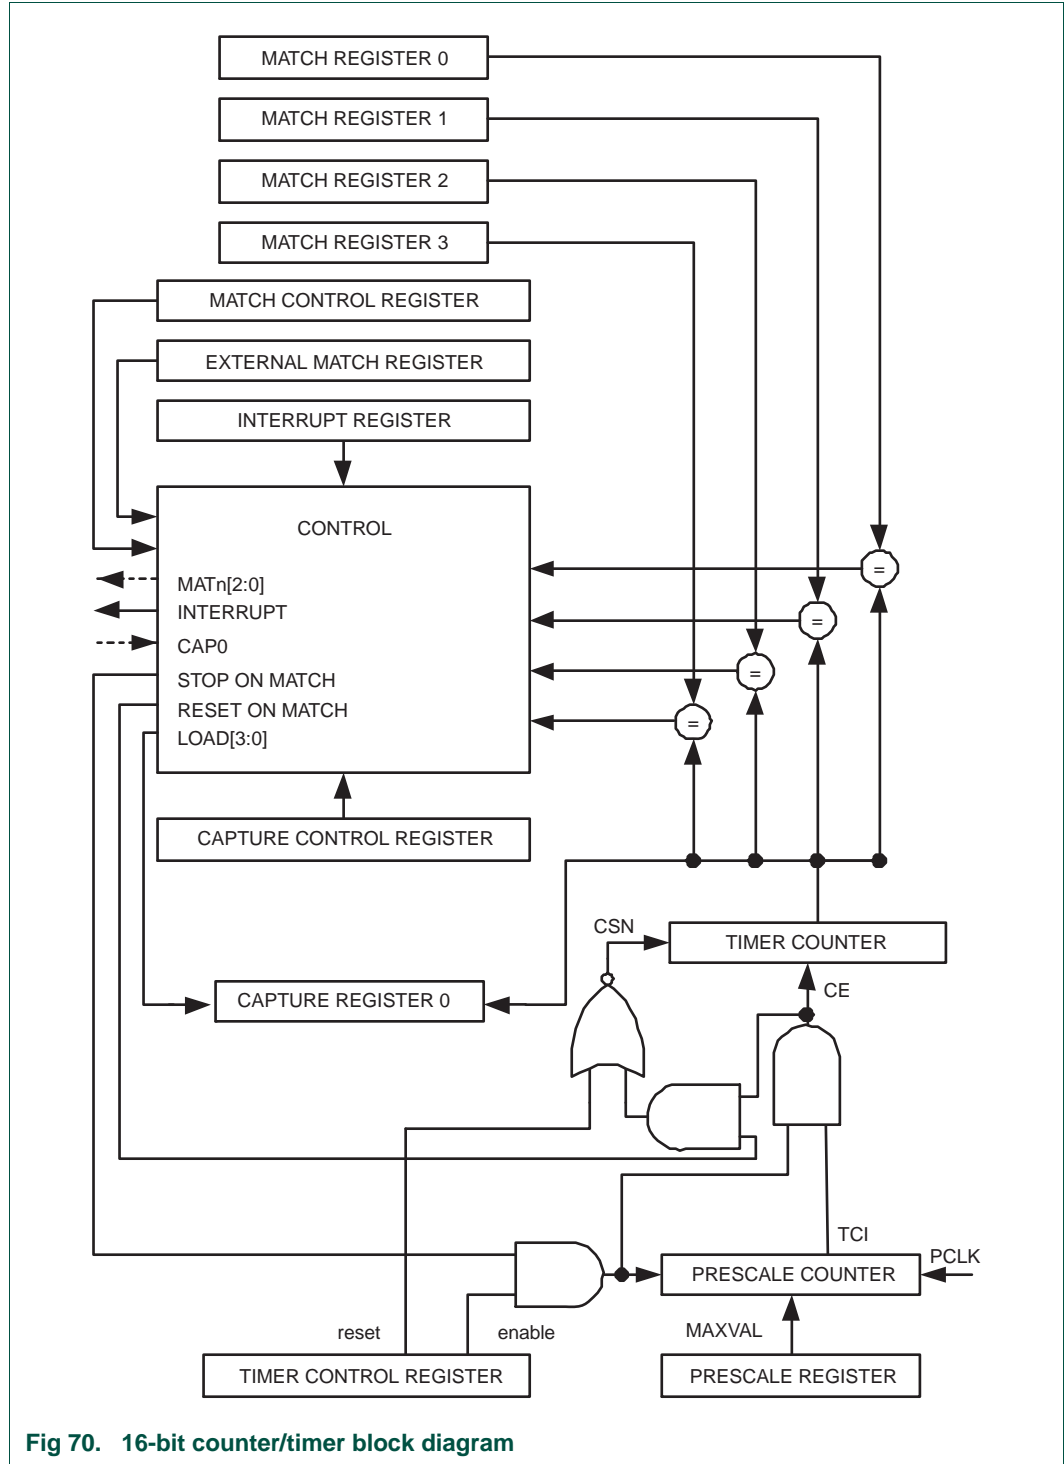 MATCH REGISTER 0
MATCH REGISTER 1
MATCH REGISTER 2
MATCH REGISTER 3
MATCH CONTROL REGISTER
EXTERNAL MATCH REGISTER
INTERRUPT REGISTER
CONTROL
MATn[2:0]
INTERRUPT
CAP0
STOP ON MATCH
RESET ON MATCH
LOAD[3:0]
=
=
=
=
CAPTURE CONTROL REGISTER
CSN
TIMER COUNTER
CE
CAPTURE REGISTER 0
TCI
PCLK
PRESCALE COUNTER
reset
enable
MAXVAL
TIMER CONTROL REGISTER
PRESCALE REGISTER
Fig 70. 16-bit counter/timer block diagram